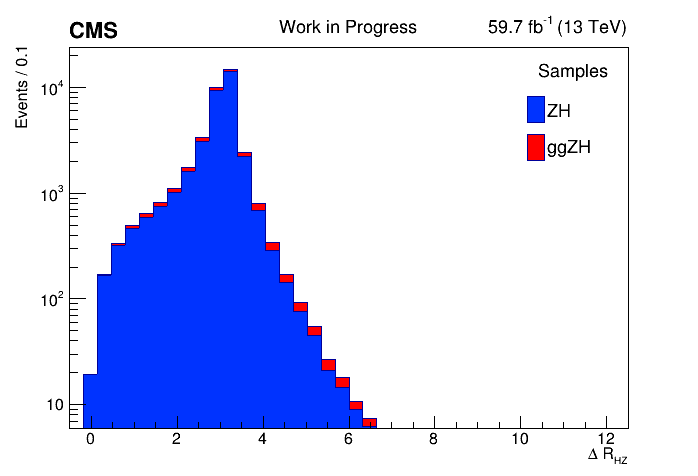 CMS Work in Progress 59.7 fb⁻¹ (13 TeV)
Events / 0.1
Samples
ZH
ggZH
10⁴
10³
10²
10
0 2 4 6 8 10 12
Δ R_HZ